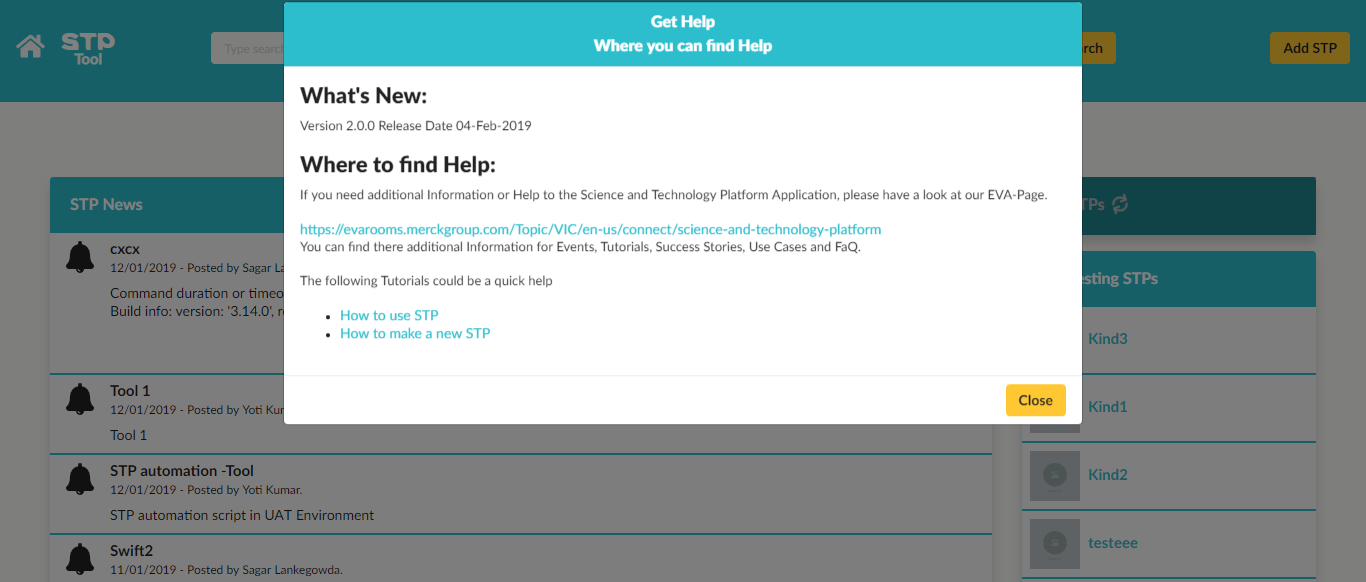 Get Help
Where you can find Help
STP
Tool
Type
rch
Add STP
What's New:
Version 2.0.0 Release Date 04-Feb-2019
Where to find Help:
If you need additional Information or Help to the Science and Technology Platform Application, please have a look at our EVA-Page.
https://evarooms.merckgroup.com/Topic/VIC/en-us/connect/science-and-technology-platform
You can find there additional Information for Events, Tutorials, Success Stories, Use Cases and FaQ.
The following Tutorials could be a quick help
How to use STP
How to make a new STP
Close
STP News
cxcx
12/01/2019 - Posted by Sagar
Command duration or
Build info: version: '3.14.0',
Tool 1
12/01/2019 - Posted by Yoti
Tool 1
STP automation -Tool
12/01/2019 - Posted by Yoti Kumar.
STP automation script in UAT Environment
Swift2
11/01/2019 - Posted by Sagar Lankegowda.
TPs
esting STPs
Kind3
Kind1
Kind2
testeee